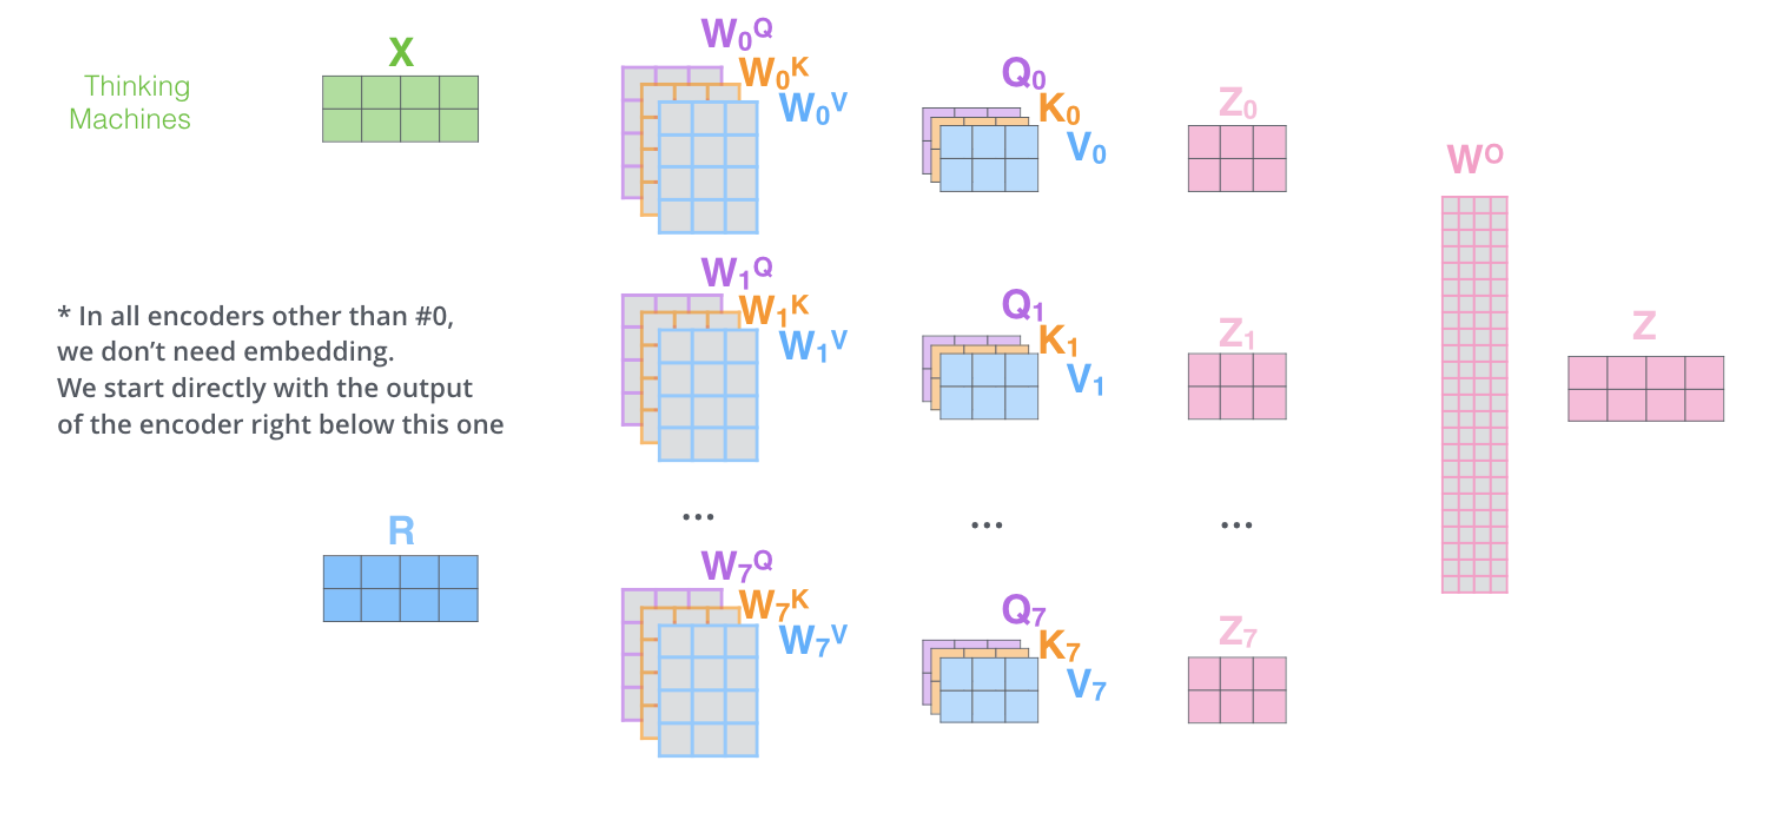 Thinking
Machines
X
W₀Q
W₀K
W₀V
Q₀
K₀
V₀
Z₀
* In all encoders other than #0,
we don’t need embedding.
We start directly with the output
of the encoder right below this one
W₁Q
W₁K
W₁V
Q₁
K₁
V₁
Z₁
WO
Z
R
...
...
...
W₇Q
W₇K
W₇V
Q₇
K₇
V₇
Z₇